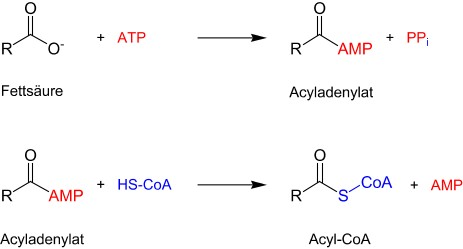 O
R O- + ATP R AMP + PPi
Fettsäure Acyladenylat
O O
R AMP + HS-CoA R S CoA + AMP
Acyladenylat Acyl-CoA